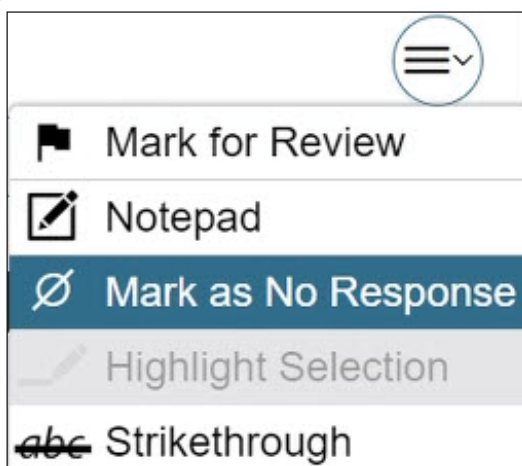 Mark for Review
Notepad
Mark as No Response
Highlight Selection
abc Strikethrough